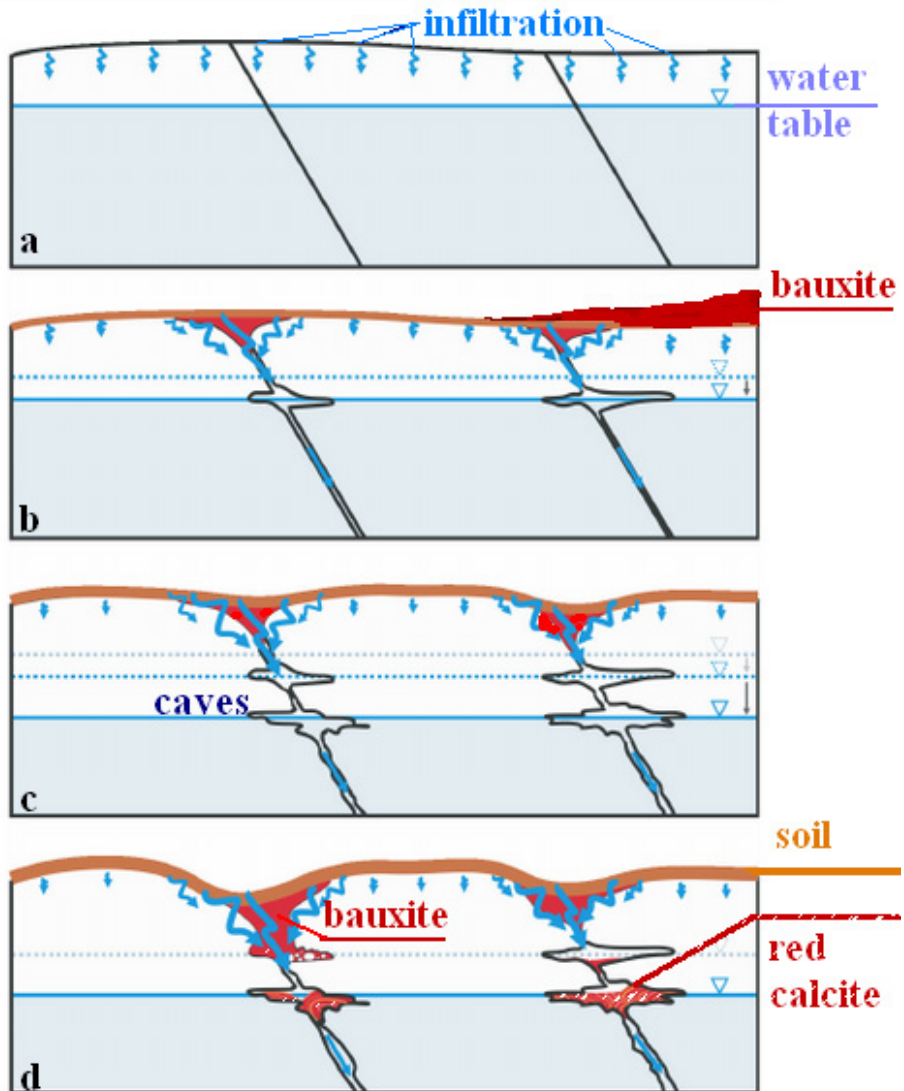 infiltration
water
table
a
bauxite
b
caves
c
soil
bauxite
red
calcite
d